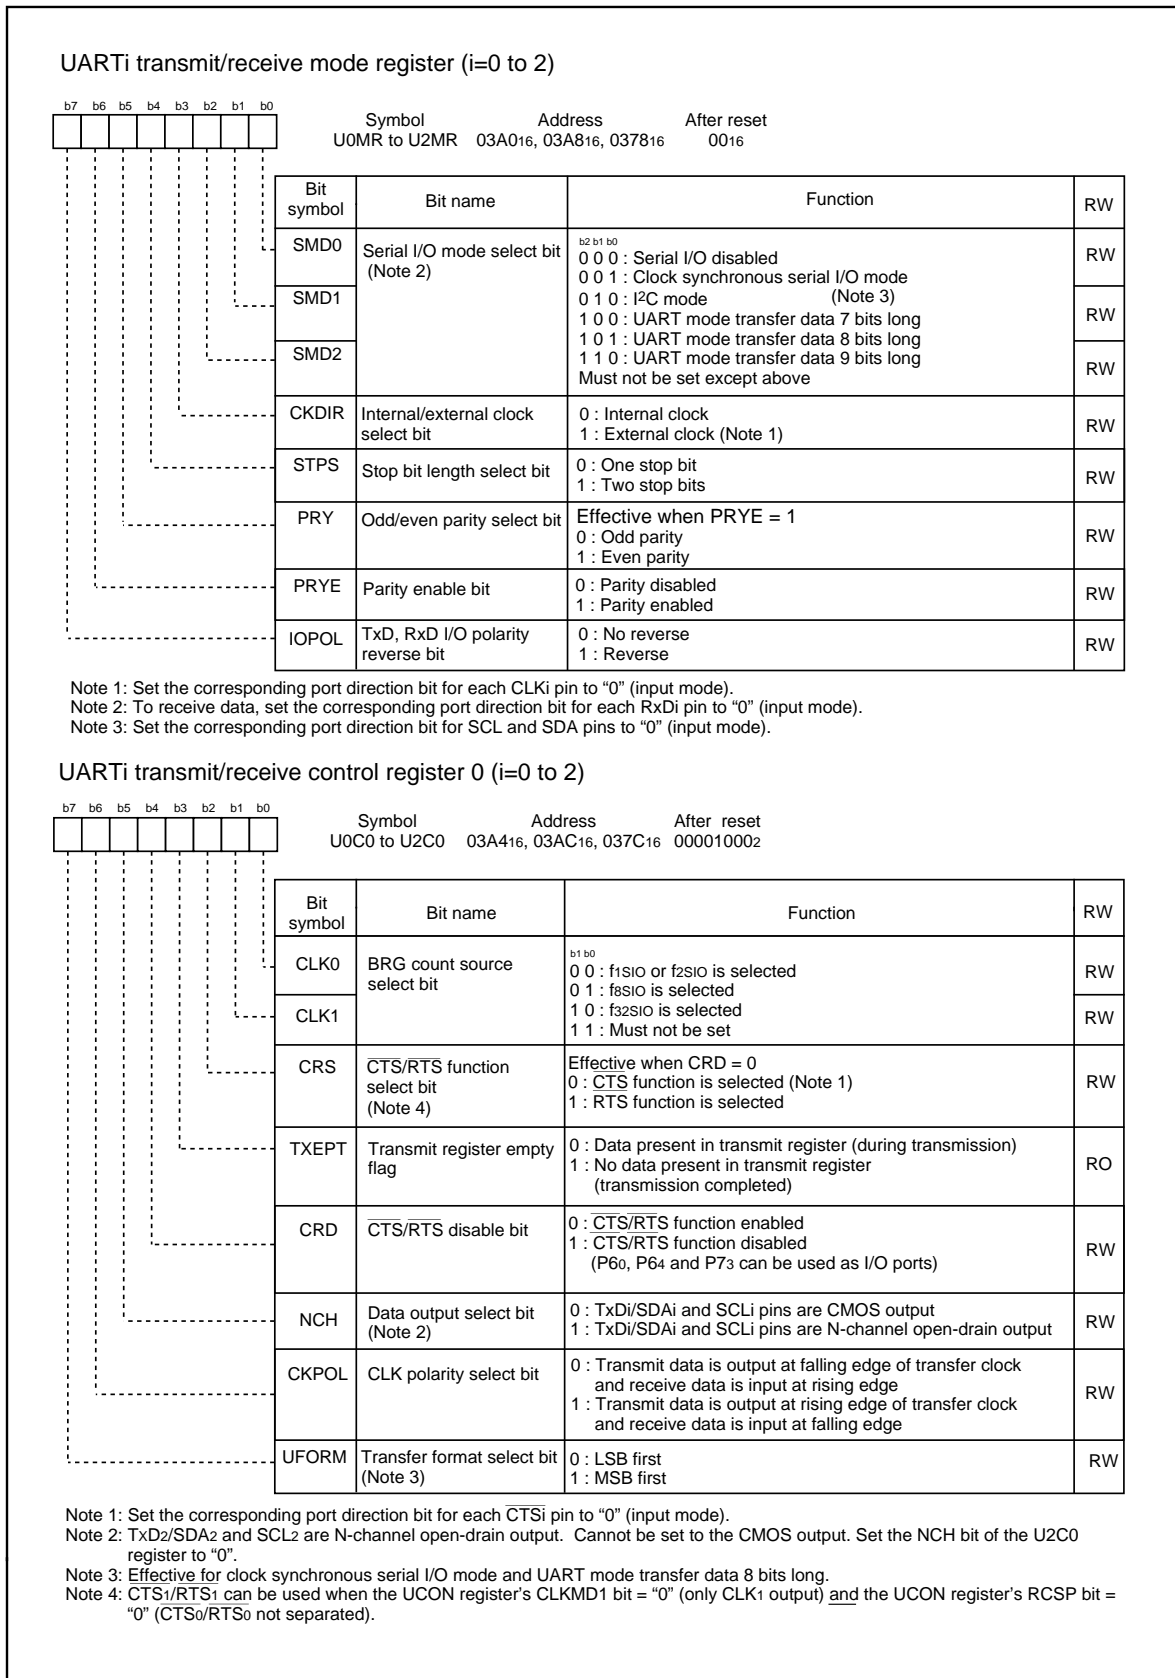 UARTi transmit/receive mode register (i=0 to 2)
b7 b6 b5 b4 b3 b2 b1 b0
Symbol Address After reset
U0MR to U2MR 03A016, 03A816, 037816 0016
Bit symbol Bit name Function RW
SMD0 Serial I/O mode select bit (Note 2) b2 b1 b0 RW
0 0 0 : Serial I/O disabled
0 0 1 : Clock synchronous serial I/O mode
SMD1 0 1 0 : I2C mode (Note 3) RW
1 0 0 : UART mode transfer data 7 bits long
1 0 1 : UART mode transfer data 8 bits long
SMD2 1 1 0 : UART mode transfer data 9 bits long RW
Must not be set except above
CKDIR Internal/external clock select bit 0 : Internal clock RW
1 : External clock (Note 1)
STPS Stop bit length select bit 0 : One stop bit RW
1 : Two stop bits
PRY Odd/even parity select bit Effective when PRYE = 1 RW
0 : Odd parity
1 : Even parity
PRYE Parity enable bit 0 : Parity disabled RW
1 : Parity enabled
IOPOL TxD, RxD I/O polarity reverse bit 0 : No reverse RW
1 : Reverse
Note 1: Set the corresponding port direction bit for each CLKi pin to “0” (input mode).
Note 2: To receive data, set the corresponding port direction bit for each RxDi pin to “0” (input mode).
Note 3: Set the corresponding port direction bit for SCL and SDA pins to “0” (input mode).
UARTi transmit/receive control register 0 (i=0 to 2)
b7 b6 b5 b4 b3 b2 b1 b0
Symbol Address After reset
U0C0 to U2C0 03A416, 03AC16, 037C16 000010002
Bit symbol Bit name Function RW
CLK0 BRG count source select bit b1 b0 RW
0 0 : f1SIO or f2SIO is selected
0 1 : f8SIO is selected
CLK1 1 0 : f32SIO is selected RW
1 1 : Must not be set
CRS CTS/RTS function select bit (Note 4) Effective when CRD = 0 RW
0 : CTS function is selected (Note 1)
1 : RTS function is selected
TXEPT Transmit register empty flag 0 : Data present in transmit register (during transmission) RO
1 : No data present in transmit register
(transmission completed)
CRD CTS/RTS disable bit 0 : CTS/RTS function enabled RW
1 : CTS/RTS function disabled
(P60, P64 and P73 can be used as I/O ports)
NCH Data output select bit (Note 2) 0 : TxDi/SDAi and SCLi pins are CMOS output RW
1 : TxDi/SDAi and SCLi pins are N-channel open-drain output
CKPOL CLK polarity select bit 0 : Transmit data is output at falling edge of transfer clock RW
and receive data is input at rising edge
1 : Transmit data is output at rising edge of transfer clock
and receive data is input at falling edge
UFORM Transfer format select bit (Note 3) 0 : LSB first RW
1 : MSB first
Note 1: Set the corresponding port direction bit for each CTSi pin to “0” (input mode).
Note 2: TXD2/SDA2 and SCL2 are N-channel open-drain output. Cannot be set to the CMOS output. Set the NCH bit of the U2C0
register to “0”.
Note 3: Effective for clock synchronous serial I/O mode and UART mode transfer data 8 bits long.
Note 4: CTS1/RTS1 can be used when the UCON register’s CLKMD1 bit = “0” (only CLK1 output) and the UCON register’s RCSP bit =
“0” (CTS0/RTS0 not separated).